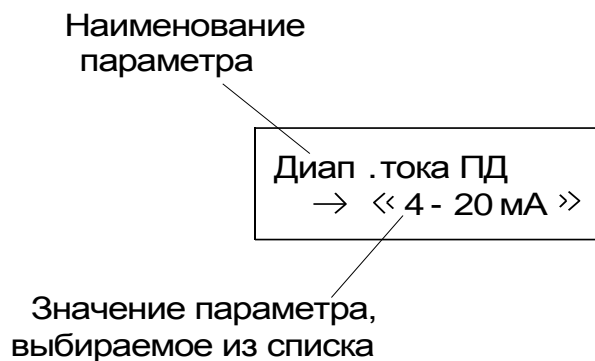 Наименование
параметра
Диап .тока ПД
→ « 4 - 20 мА »
Значение параметра,
выбираемое из списка